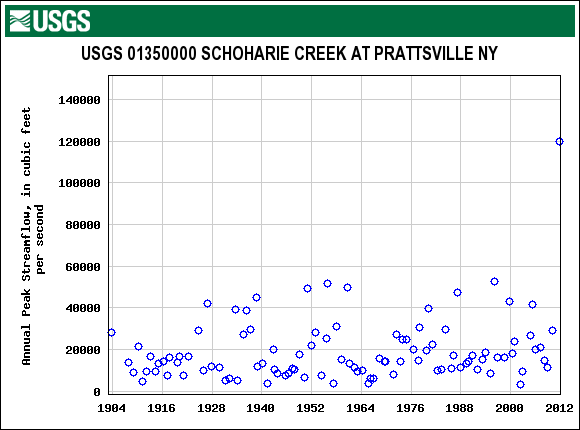 USGS
USGS 01350000 SCHOHARIE CREEK AT PRATTSVILLE NY
Annual Peak Streamflow, in cubic feet
per second
140000
120000
100000
80000
60000
40000
20000
0
1904 1916 1928 1940 1952 1964 1976 1988 2000 2012